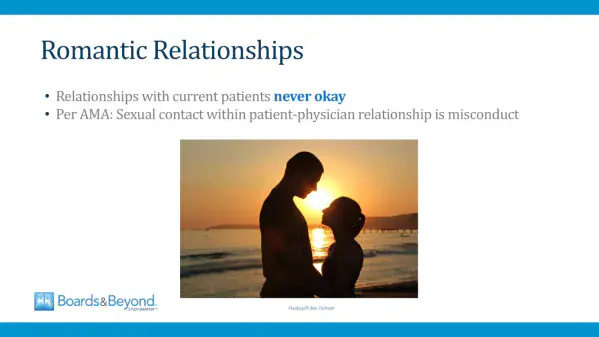 Romantic Relationships
• Relationships with current patients never okay
• Per AMA: Sexual contact within patient-physician relationship is misconduct
Boards&Beyond.
Pixabay/Public Domain